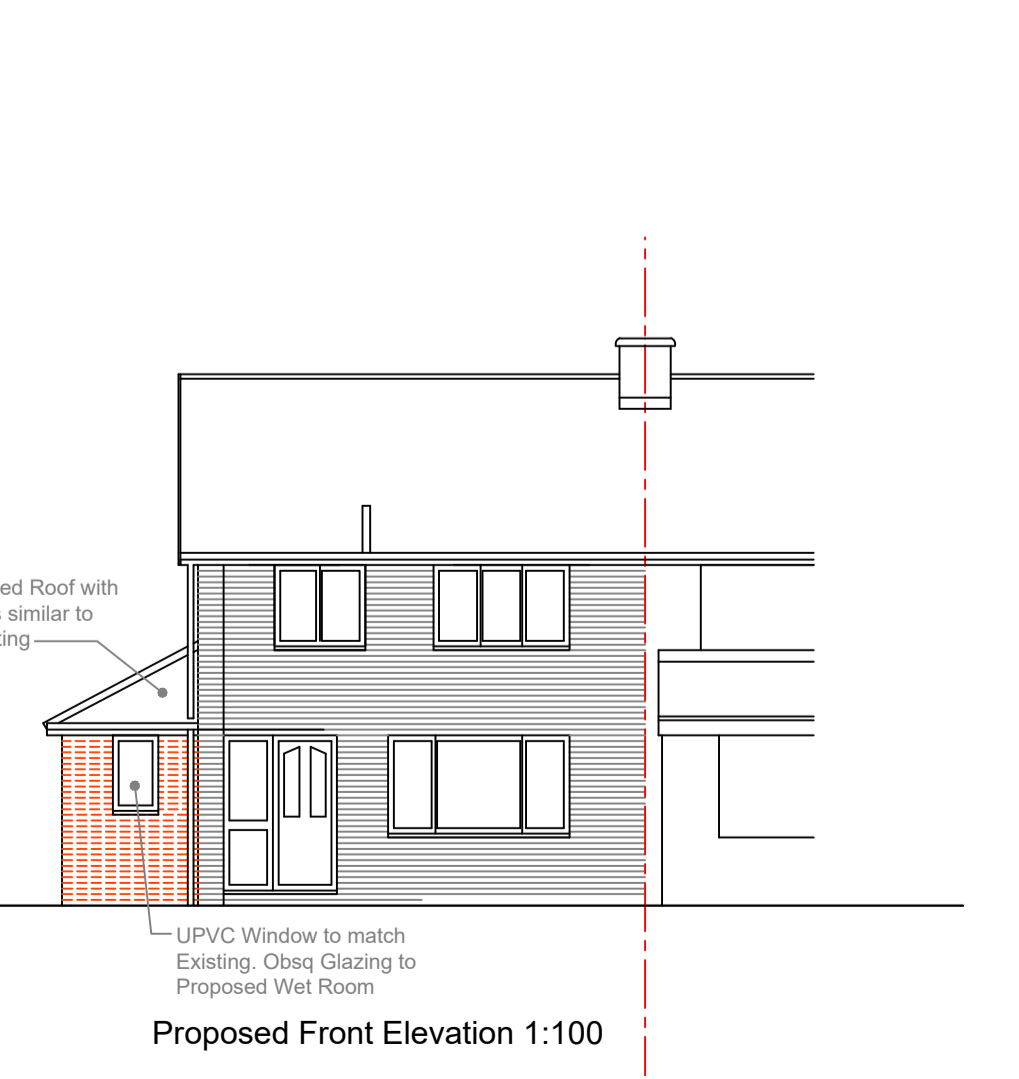 ed Roof with
similar to
ting
UPVC Window to match
Existing. Obsq Glazing to
Proposed Wet Room
Proposed Front Elevation 1:100